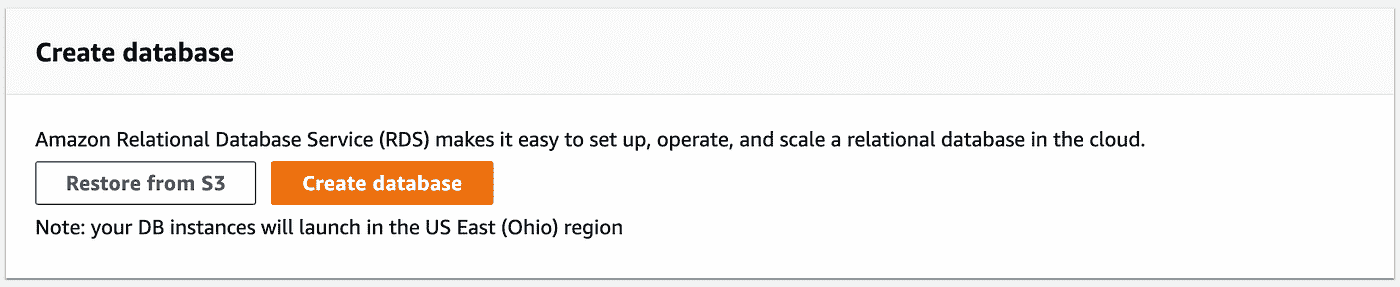 Create database
Amazon Relational Database Service (RDS) makes it easy to set up, operate, and scale a relational database in the cloud.
Restore from S3 Create database
Note: your DB instances will launch in the US East (Ohio) region